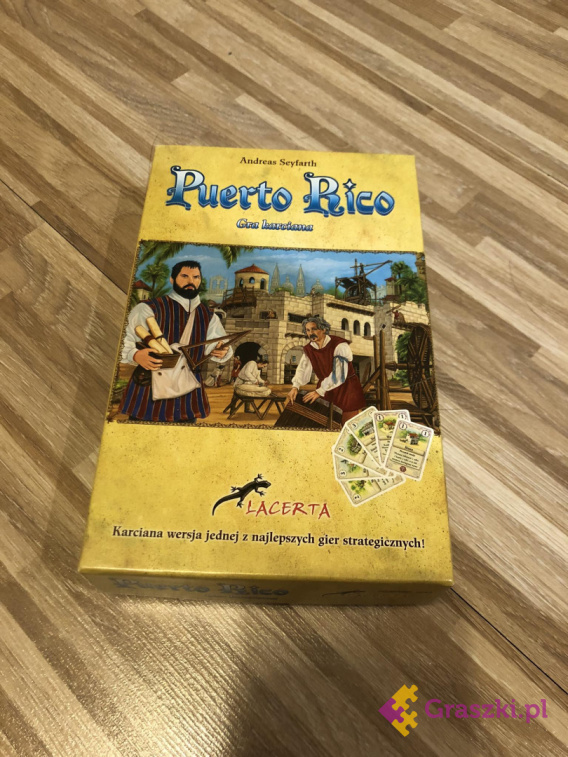 Andreas Seyfarth
Puerto Rico
Gra karciana
LACERTA
Karciana wersja jednej z najlepszych gier strategicznych!
Puerto Rico
Graszki.pl